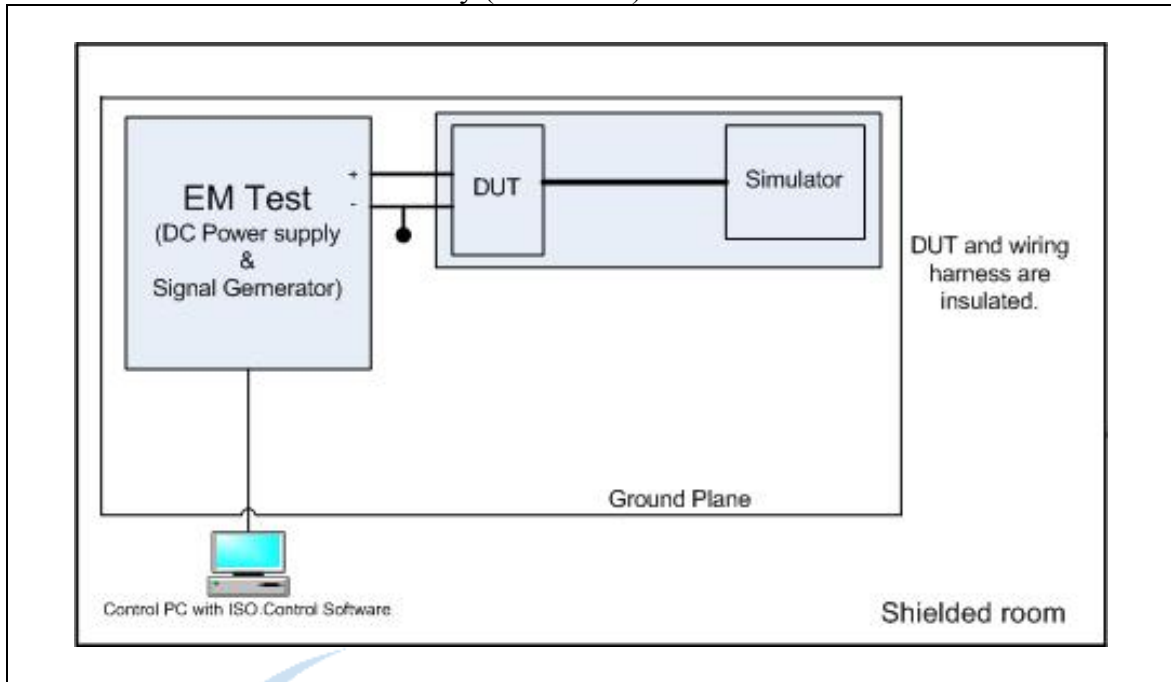 EM Test
(DC Power supply
&
Signal Gernerator)
+
-
DUT
Simulator
DUT and wiring
harness are
insulated.
Ground Plane
Control PC with ISO.Control Software
Shielded room